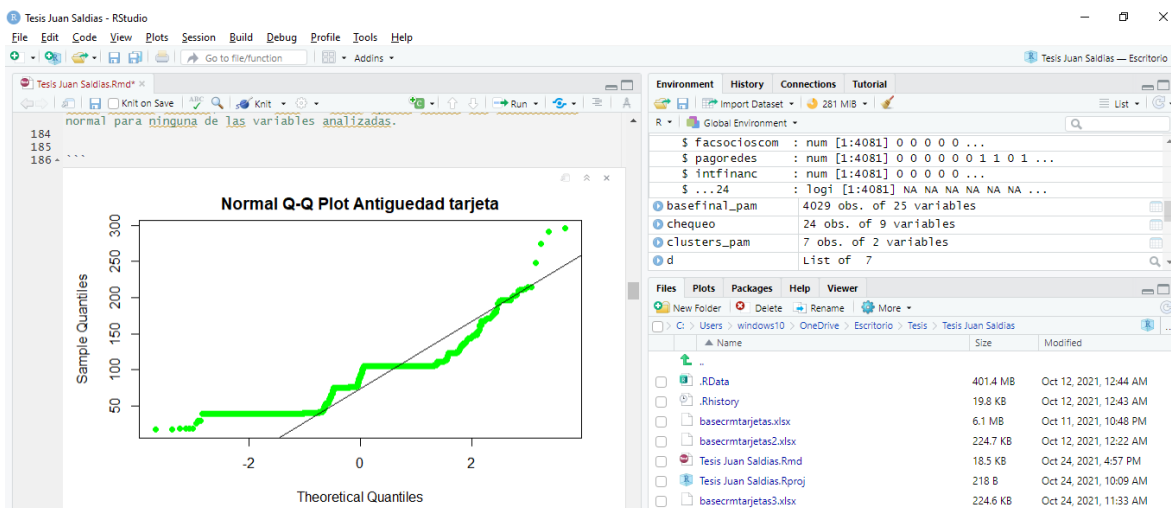 Tesis Juan Saldias - RStudio
File Edit Code View Plots Session Build Debug Profile Tools Help
Go to file/function Addins Tesis Juan Saldias — Escritorio
Tesis Juan Saldias.Rmd*
Knit on Save ABC Knit Run
normal para ninguna de las variables analizadas.
184
185
186 ```
Normal Q-Q Plot Antiguedad tarjeta
Sample Quantiles
300
250
200
150
100
50
-2 0 2
Theoretical Quantiles
Environment History Connections Tutorial
Import Dataset 281 MiB List
R Global Environment
$ facsocioscom : num [1:4081] 0 0 0 0 0 ...
$ pagoredes : num [1:4081] 0 0 0 0 0 0 1 1 0 1 ...
$ intfinanc : num [1:4081] 0 0 0 0 0 ...
$ ...24 : logi [1:4081] NA NA NA NA NA NA ...
basefinal_pam 4029 obs. of 25 variables
chequeo 24 obs. of 9 variables
clusters_pam 7 obs. of 2 variables
d List of 7
Files Plots Packages Help Viewer
New Folder Delete Rename More
C: > Users > windows10 > OneDrive > Escritorio > Tesis > Tesis Juan Saldias
Name Size Modified
..
.RData 401.4 MB Oct 12, 2021, 12:44 AM
.Rhistory 19.8 KB Oct 12, 2021, 12:43 AM
basecrmtarjetas.xlsx 6.1 MB Oct 11, 2021, 10:48 PM
basecrmtarjetas2.xlsx 224.7 KB Oct 12, 2021, 12:22 AM
Tesis Juan Saldias.Rmd 18.5 KB Oct 24, 2021, 4:57 PM
Tesis Juan Saldias.Rproj 218 B Oct 24, 2021, 10:09 AM
basecrmtarjetas3.xlsx 224.6 KB Oct 24, 2021, 11:33 AM